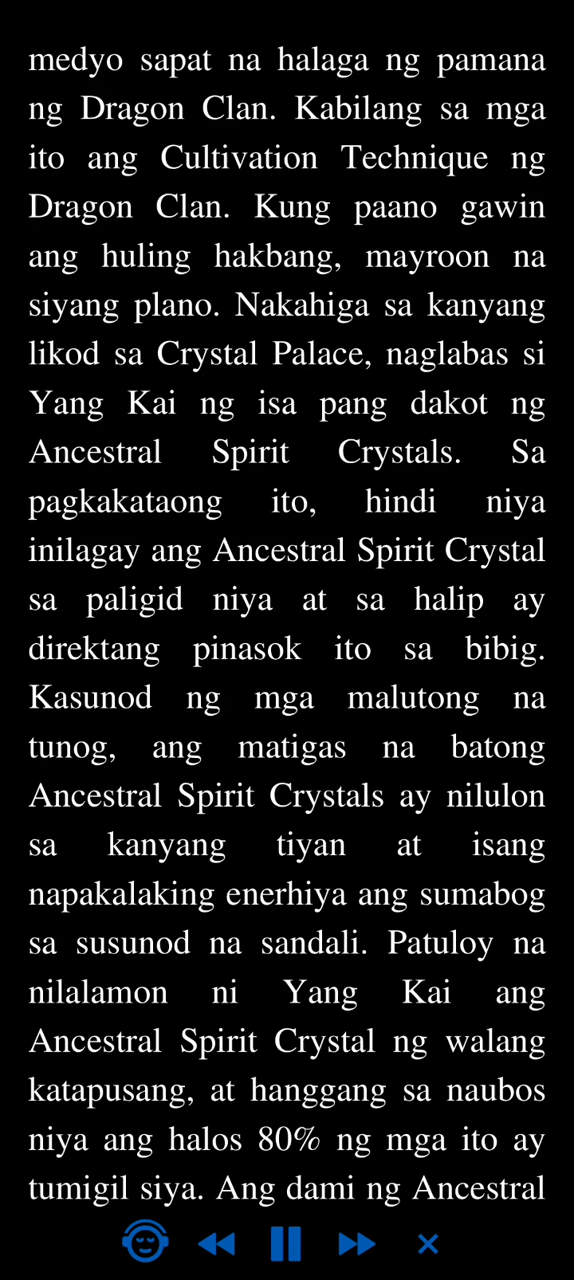 medyo sapat na halaga ng pamana
ng Dragon Clan. Kabilang sa mga
ito ang Cultivation Technique ng
Dragon Clan. Kung paano gawin
ang huling hakbang, mayroon na
siyang plano. Nakahiga sa kanyang
likod sa Crystal Palace, naglabas si
Yang Kai ng isa pang dakot ng
Ancestral Spirit Crystals. Sa
pagkakataong ito, hindi niya
inilagay ang Ancestral Spirit Crystal
sa paligid niya at sa halip ay
direktang pinasok ito sa bibig.
Kasunod ng mga malutong na
tunog, ang matigas na batong
Ancestral Spirit Crystals ay nilulon
sa kanyang tiyan at isang
napakalaking enerhiya ang sumabog
sa susunod na sandali. Patuloy na
nilalamon ni Yang Kai ang
Ancestral Spirit Crystal ng walang
katapusang, at hanggang sa naubos
niya ang halos 80% ng mga ito ay
tumigil siya. Ang dami ng Ancestral